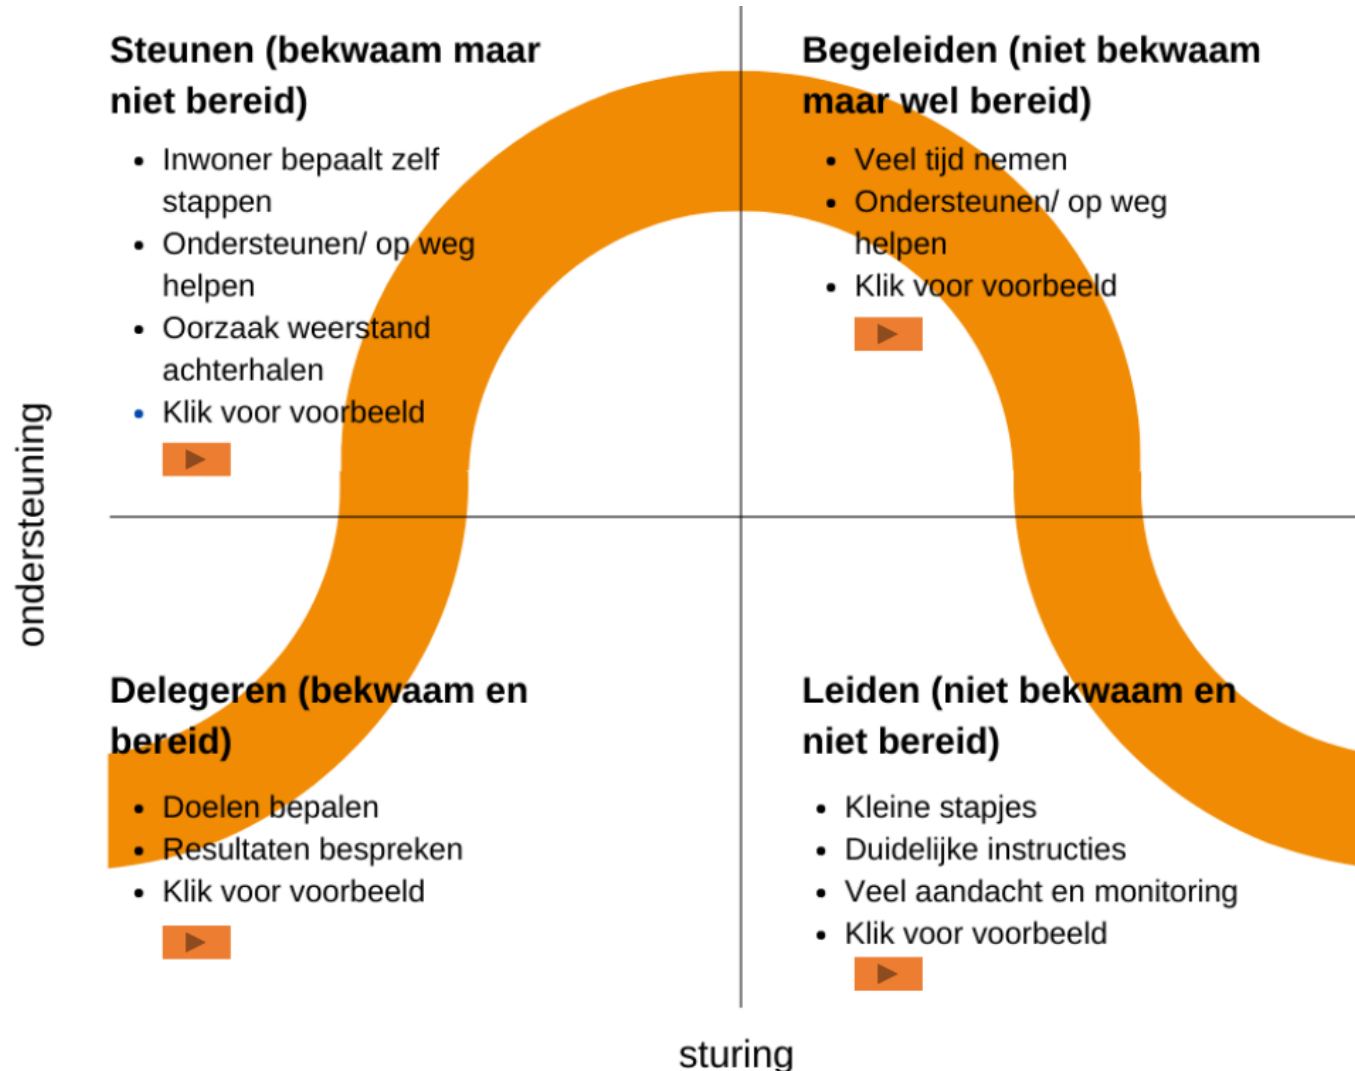 Steunen (bekwaam maar
niet bereid)
Inwoner bepaalt zelf
stappen
Ondersteunen/ op weg
helpen
Oorzaak weerstand
achterhalen
Klik voor voorbeeld
Begeleiden (niet bekwaam
maar wel bereid)
Veel tijd nemen
Ondersteunen/ op weg
helpen
Klik voor voorbeeld
ondersteuning
Delegeren (bekwaam en
bereid)
Doelen bepalen
Resultaten bespreken
Klik voor voorbeeld
Leiden (niet bekwaam en
niet bereid)
Kleine stapjes
Duidelijke instructies
Veel aandacht en monitoring
Klik voor voorbeeld
sturing